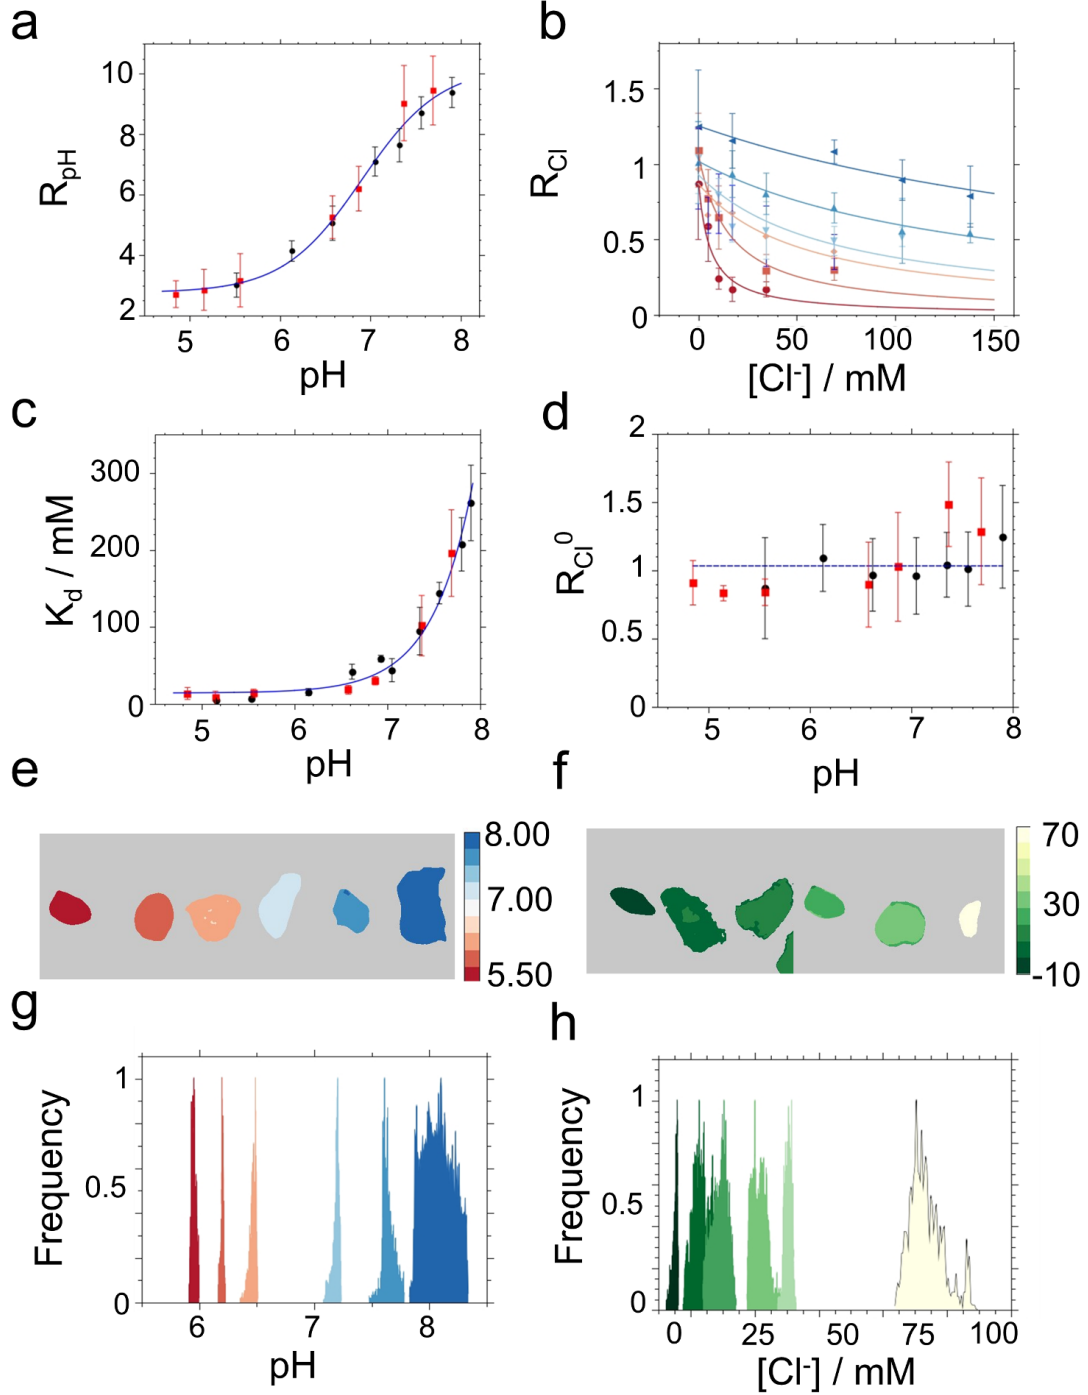 a
10
8
6
4
2
R_pH
5 6 7 8
pH
b
1.5
1
0.5
0
R_Cl
0 50 100 150
[Cl⁻] / mM
c
300
200
100
0
K_d / mM
5 6 7 8
pH
d
2
1.5
1
0.5
0
R_Cl⁰
5 6 7 8
pH
e
8.00
7.00
5.50
f
70
30
-10
g
1
0.5
0
Frequency
6 7 8
pH
h
1
0.5
0
Frequency
0 25 50 75 100
[Cl⁻] / mM